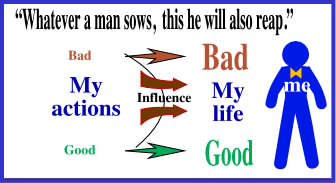 “Whatever a man sows, this he will also reap.”
Bad
Bad
My
actions
Influence
My
life
me
Good
Good